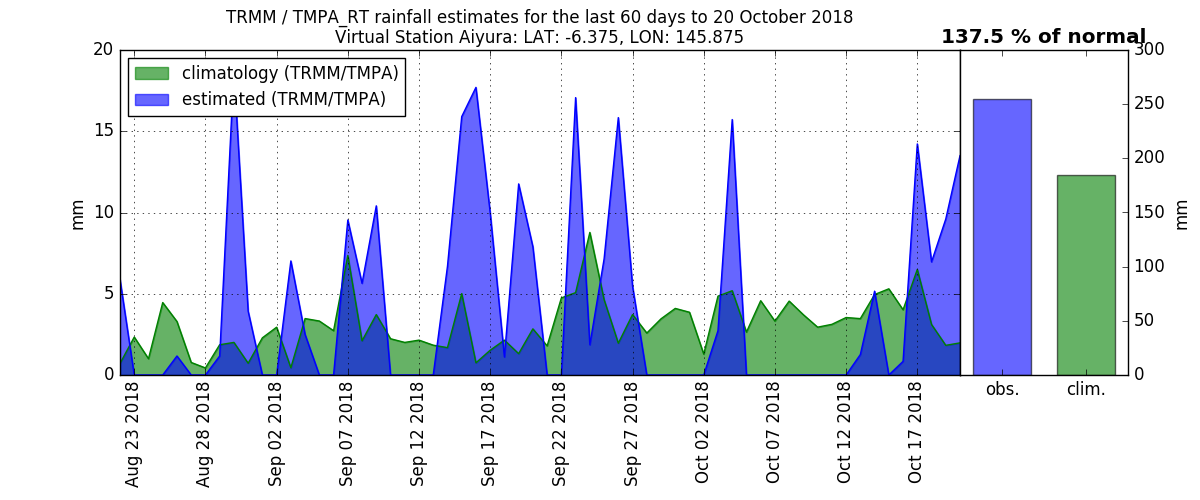 TRMM / TMPA_RT rainfall estimates for the last 60 days to 20 October 2018
Virtual Station Aiyura: LAT: -6.375, LON: 145.875
137.5 % of normal
climatology (TRMM/TMPA)
estimated (TRMM/TMPA)
20
15
10
5
0
mm
300
250
200
150
100
50
0
mm
obs.
clim.
Aug 23 2018
Aug 28 2018
Sep 02 2018
Sep 07 2018
Sep 12 2018
Sep 17 2018
Sep 22 2018
Sep 27 2018
Oct 02 2018
Oct 07 2018
Oct 12 2018
Oct 17 2018